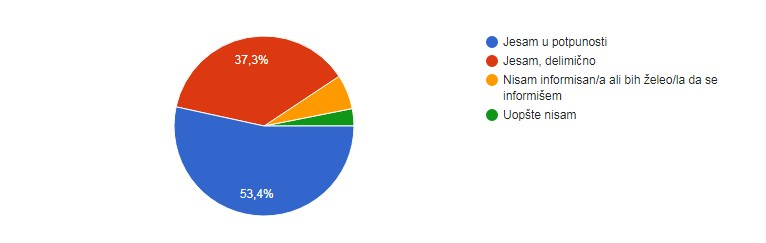 37,3%
53,4%
Jesam u potpunosti
Jesam, delimično
Nisam informisan/a ali bih želeo/la da se
informišem
Uopšte nisam